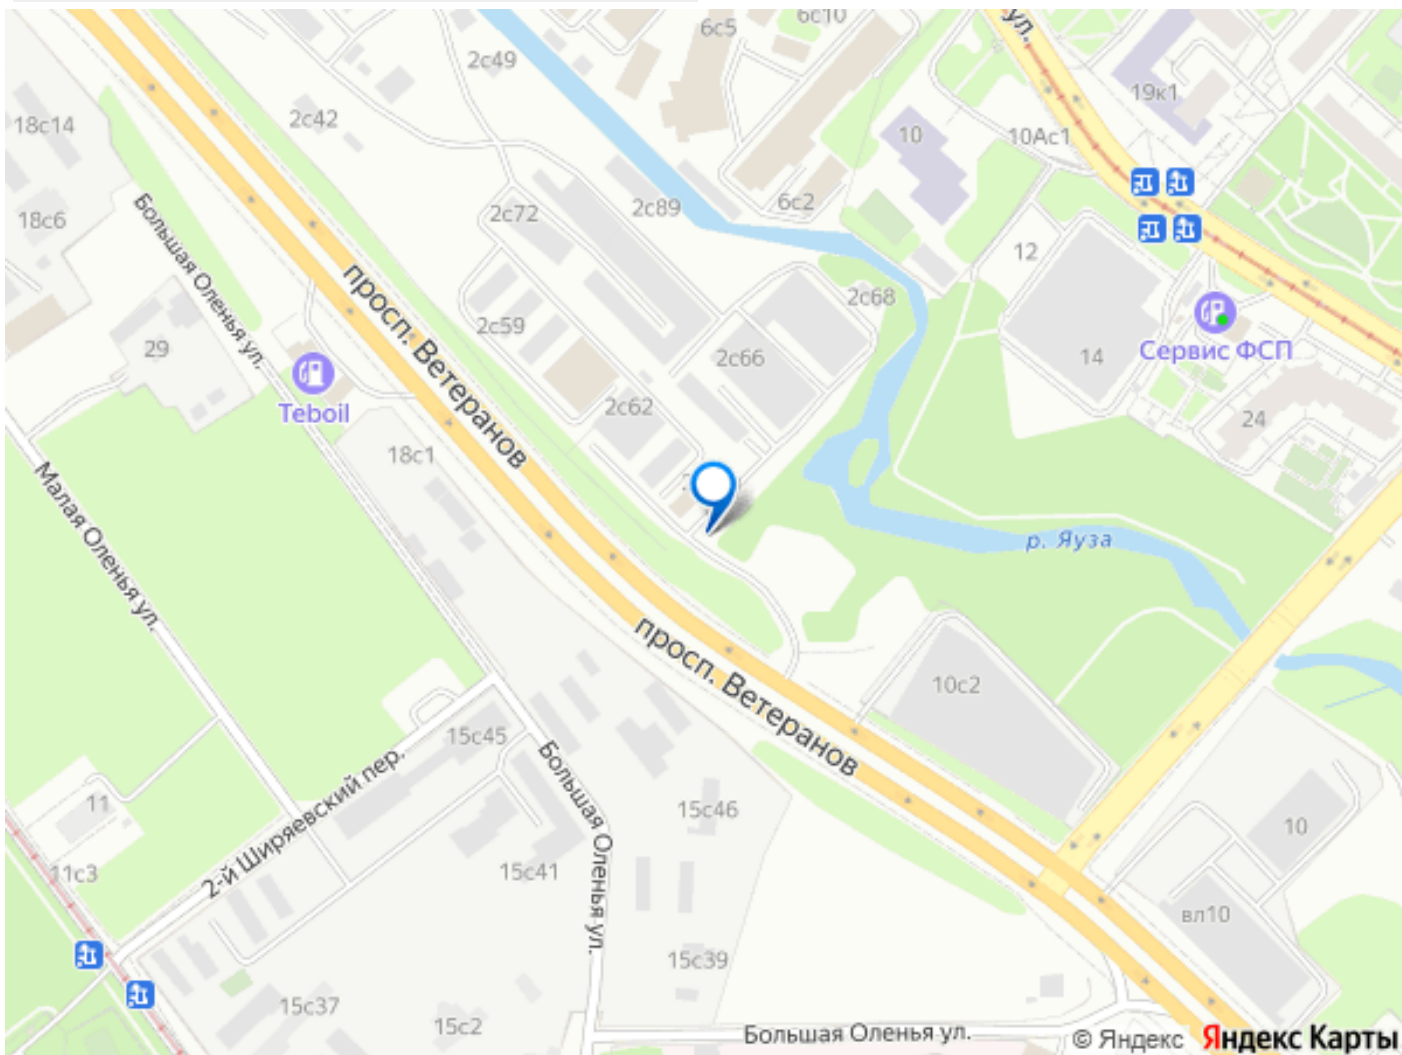 6с5
6с10
ул.
2с49
19к1
18с14
2с42
10
10Ас1
Большая Оленья ул.
18с6
2с72
2с89
6с2
просп. Ветеранов
12
2с68
2с59
Сервис ФСП
29
2с66
14
Teboil
2с62
24
18с1
Малая Оленья ул.
р. Яуза
просп. Ветеранов
10с2
15с45
2-й Ширяевский пер.
Большая Оленья ул.
11
15с46
10
11с3
15с41
вл10
15с39
15с37
15с2
Большая Оленья ул.
© Яндекс Яндекс Карты